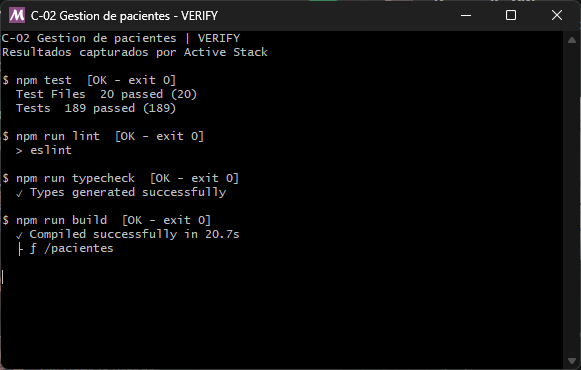 C-02 Gestion de pacientes - VERIFY
C-02 Gestion de pacientes | VERIFY
Resultados capturados por Active Stack
$ npm test  [OK - exit 0]
  Test Files  20 passed (20)
  Tests  189 passed (189)
$ npm run lint  [OK - exit 0]
  > eslint
$ npm run typecheck  [OK - exit 0]
  ✓ Types generated successfully
$ npm run build  [OK - exit 0]
  ✓ Compiled successfully in 20.7s
  ├ ƒ /pacientes